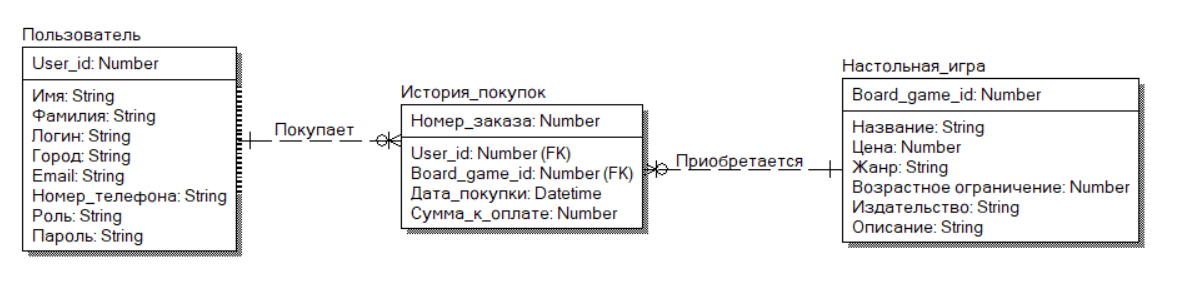 Пользователь
User_id: Number
Имя: String
Фамилия: String
Логин: String
Город: String
Email: String
Номер_телефона: String
Роль: String
Пароль: String
Покупает
История_покупок
Номер_заказа: Number
User_id: Number (FK)
Board_game_id: Number (FK)
Дата_покупки: Datetime
Сумма_к_оплате: Number
Приобретается
Настольная_игра
Board_game_id: Number
Название: String
Цена: Number
Жанр: String
Возрастное ограничение: Number
Издательство: String
Описание: String